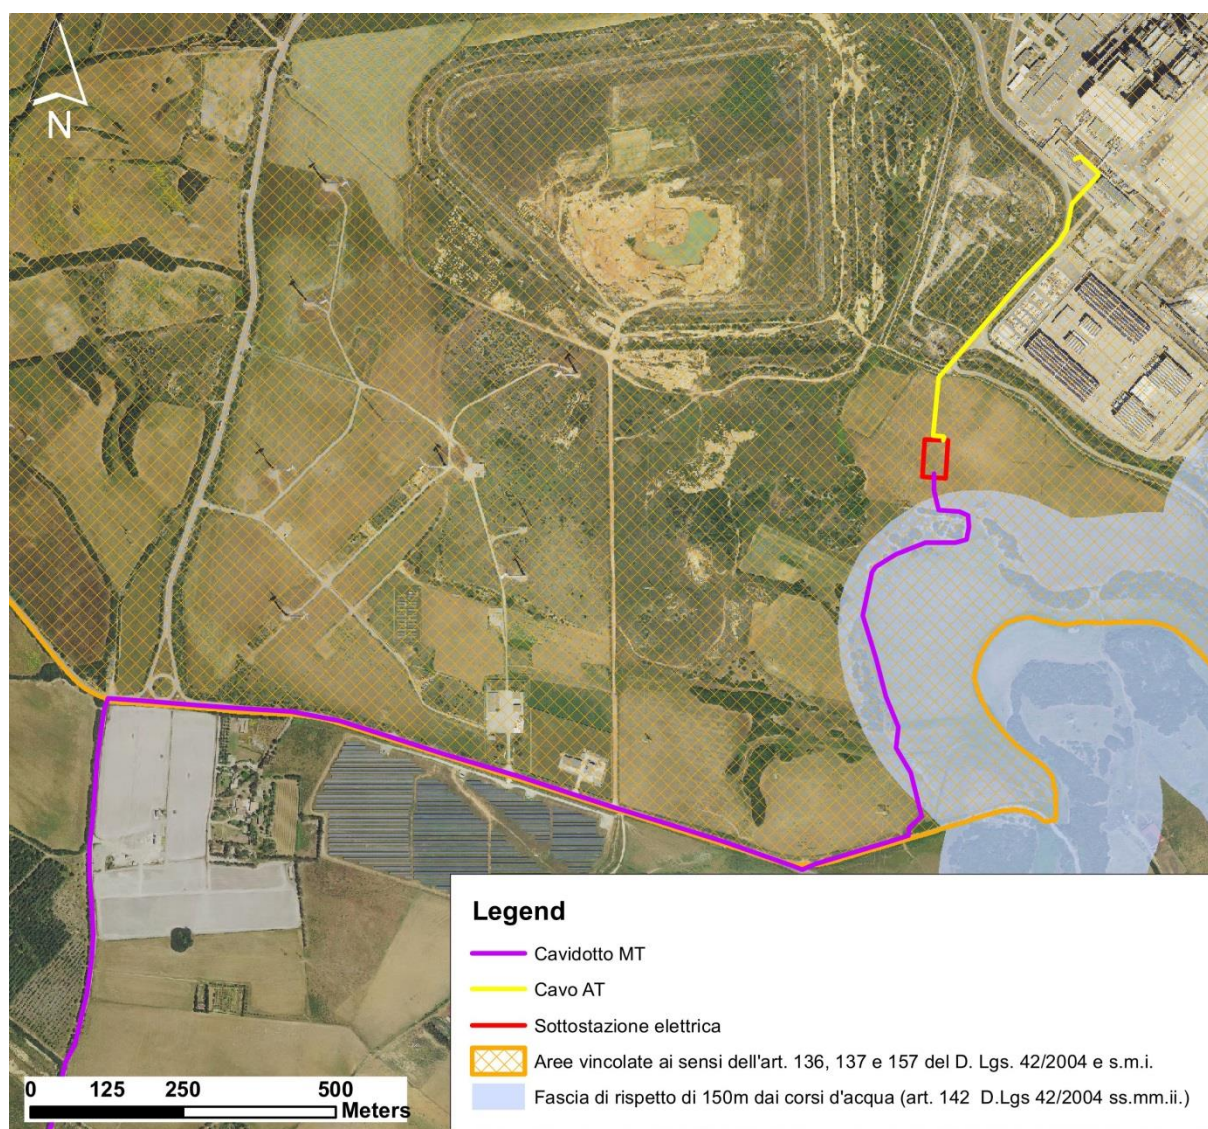 N
Legend
Cavidotto MT
Cavo AT
Sottostazione elettrica
Aree vincolate ai sensi dell'art. 136, 137 e 157 del D. Lgs. 42/2004 e s.m.i.
Fascia di rispetto di 150m dai corsi d'acqua (art. 142 D.Lgs 42/2004 ss.mm.ii.)
0 125 250 500
Meters